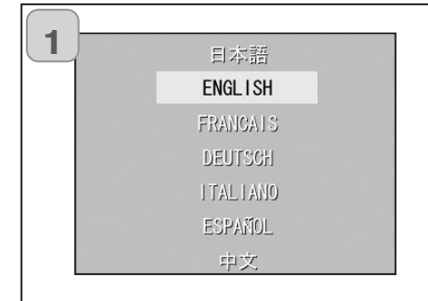 1
日本語
ENGLISH
FRANCAIS
DEUTSCH
ITALIANO
ESPAÑOL
中文